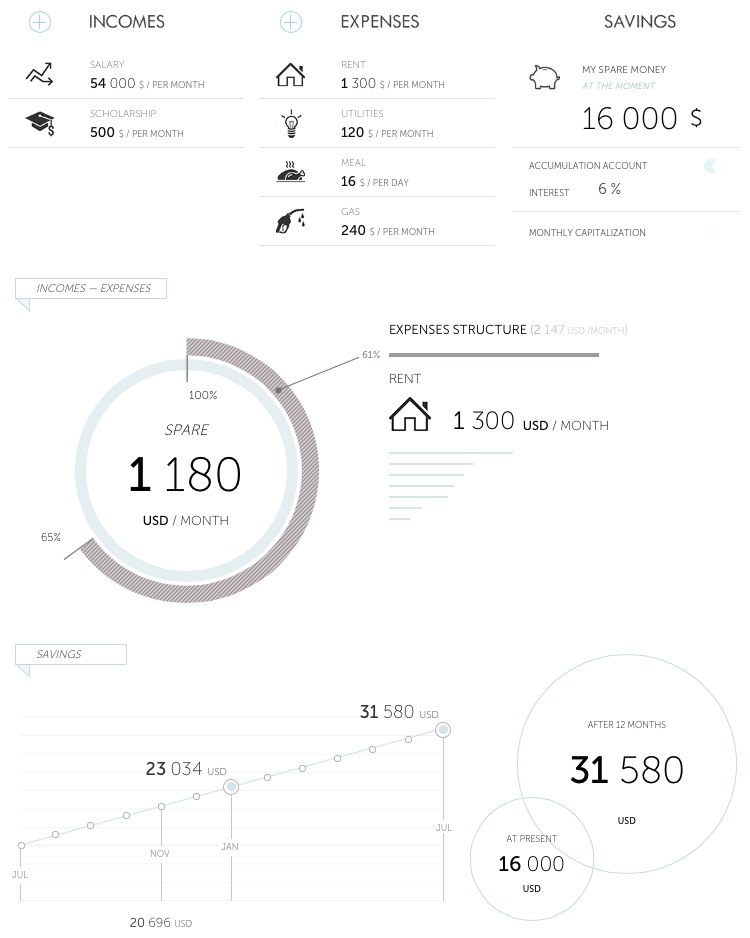 INCOMES
SALARY
54 000 $ / PER MONTH
SCHOLARSHIP
500 $ / PER MONTH
EXPENSES
RENT
1 300 $ / PER MONTH
UTILITIES
120 $ / PER MONTH
MEAL
16 $ / PER DAY
GAS
240 $ / PER MONTH
SAVINGS
MY SPARE MONEY
AT THE MOMENT
16 000 $
ACCUMULATION ACCOUNT
INTEREST 6 %
MONTHLY CAPITALIZATION
INCOMES — EXPENSES
61%
100%
SPARE
1 180
USD / MONTH
65%
EXPENSES STRUCTURE (2 147 USD /MONTH)
RENT
1 300 USD / MONTH
SAVINGS
31 580 USD
23 034 USD
JUL
NOV
JAN
JUL
20 696 USD
AFTER 12 MONTHS
31 580
USD
AT PRESENT
16 000
USD